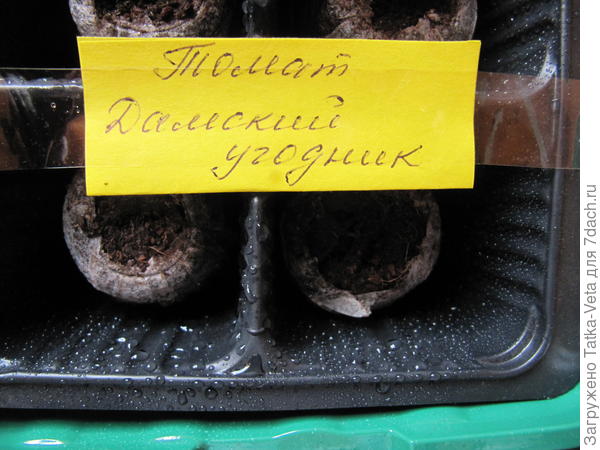 Томат
Дамский
угодник
Загружено Tatka-Veta для 7dach.ru